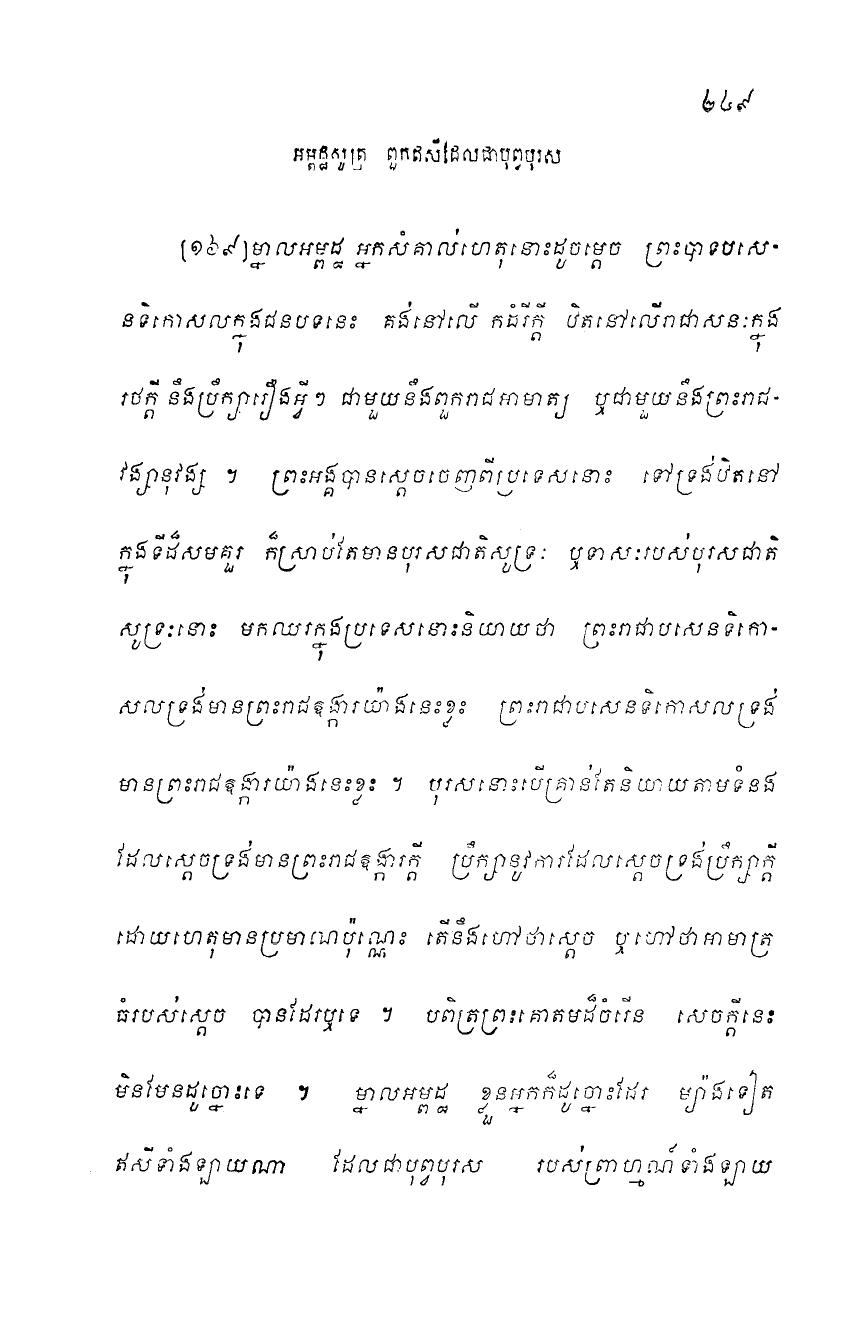 ២៤៩
អម្ពដ្ឋសូត្រ ពួកឥសីដែលជាបុព្វបុរស
[១៦៩]ម្នាលអម្ពដ្ឋ អ្នកសំគាល់ហេតុនោះដូចម្តេច ព្រះបាទបសេ-
នទិកោសលក្នុងជនបទនេះ គង់នៅលើ កដំរីក្តី ឋិតនៅលើរាជាសនៈក្នុង
រថក្តី នឹងប្រឹក្សារឿងអ្វីៗ ជាមួយនឹងពួករាជអាមាត្យ ឬជាមួយនឹងព្រះរាជ-
វង្សានុវង្ស ។ ព្រះអង្គបានស្តេចចេញពីប្រទេសនោះ ទៅទ្រង់ឋិតនៅ
ក្នុងទីដ៏សមគួរ ក៏ស្រាប់តែមានបុរសជាតិសូទ្រៈ ឬទាសៈរបស់បុរសជាតិ
សូទ្រៈនោះ មកឈរក្នុងប្រទេសនោះនិយាយថា ព្រះរាជាបសេនទិកោ-
សលទ្រង់មានព្រះរាជឱង្ការយ៉ាងនេះខ្លះ ព្រះរាជាបសេនទិកោសលទ្រង់
មានព្រះរាជឱង្ការយ៉ាងនេះខ្លះ ។ បុរសនោះបើគ្រាន់តែនិយាយតាមទំនង
ដែលស្តេចទ្រង់មានព្រះរាជឱង្ការក្តី ប្រឹក្សានូវការដែលស្តេចទ្រង់ប្រឹក្សាក្តី
ដោយហេតុមានប្រមាណប៉ុណ្ណេះ តើនឹងហៅថាស្តេច ឬហៅថាអាមាត្រ
ធំរបស់ស្តេច បានដែរឬទេ ។ បពិត្រព្រះគោតមដ៏ចំរើន សេចក្តីនេះ
មិនមែនដូច្នោះទេ ។ ម្នាលអម្ពដ្ឋ ខ្លួនអ្នកក៏ដូច្នោះដែរ ម្យ៉ាងទៀត
ឥសីទាំងឡាយណា ដែលជាបុព្វបុរស របស់ព្រាហ្មណ៍ទាំងឡាយ